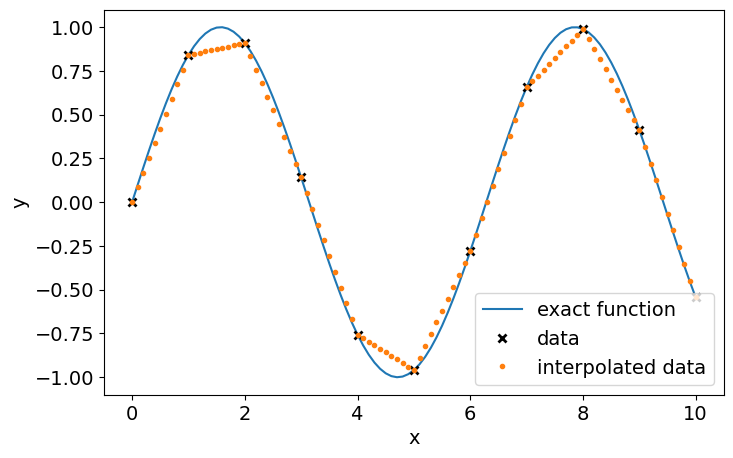 1.00
0.75
0.50
0.25
0.00
−0.25
−0.50
−0.75
−1.00
y
0 2 4 6 8 10
x
exact function
data
interpolated data